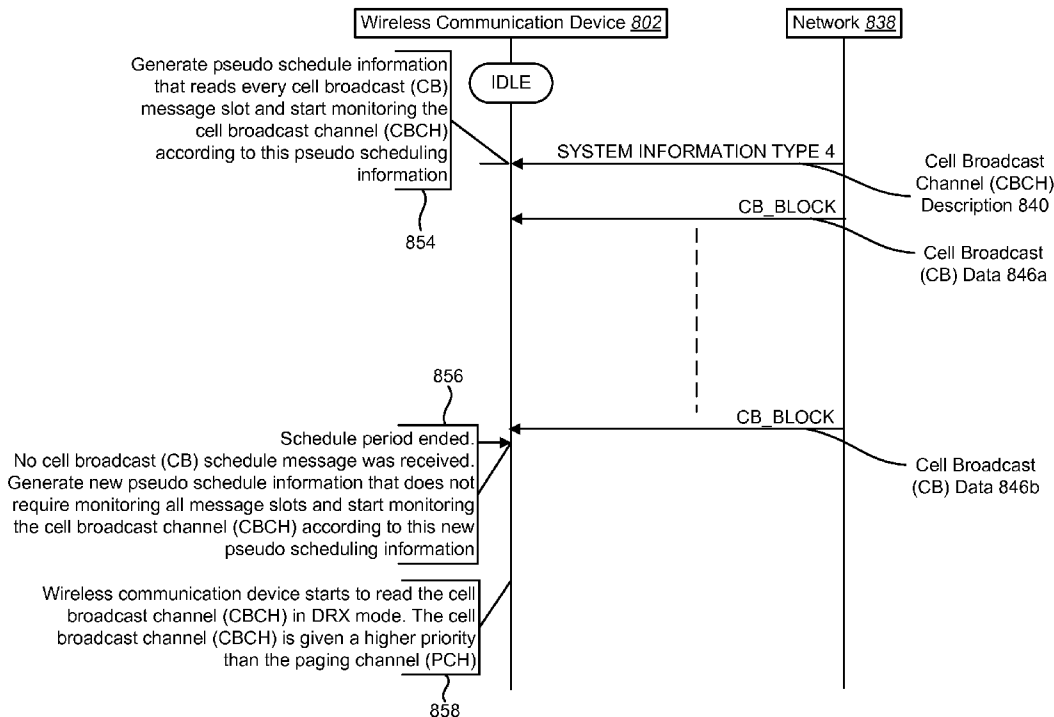 Wireless Communication Device 802
Network 838
Generate pseudo schedule information
that reads every cell broadcast (CB)
message slot and start monitoring the
cell broadcast channel (CBCH)
according to this pseudo scheduling
information
854
IDLE
SYSTEM INFORMATION TYPE 4
Cell Broadcast
Channel (CBCH)
Description 840
CB_BLOCK
Cell Broadcast
(CB) Data 846a
856
Schedule period ended.
No cell broadcast (CB) schedule message was received.
Generate new pseudo schedule information that does not
require monitoring all message slots and start monitoring
the cell broadcast channel (CBCH) according to this new
pseudo scheduling information
CB_BLOCK
Cell Broadcast
(CB) Data 846b
Wireless communication device starts to read the cell
broadcast channel (CBCH) in DRX mode. The cell
broadcast channel (CBCH) is given a higher priority
than the paging channel (PCH)
858